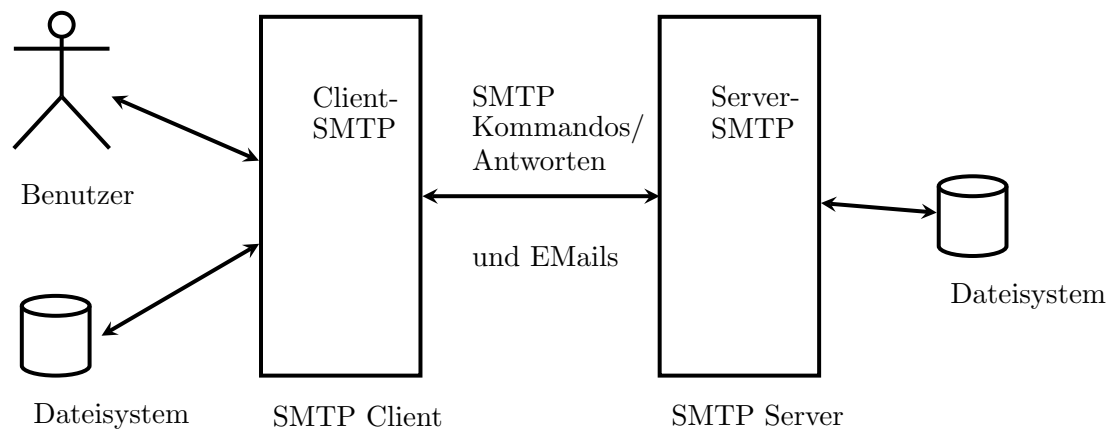 Client-
SMTP
SMTP
Kommandos/
Antworten
Server-
SMTP
Benutzer
und EMails
Dateisystem
Dateisystem
SMTP Client
SMTP Server